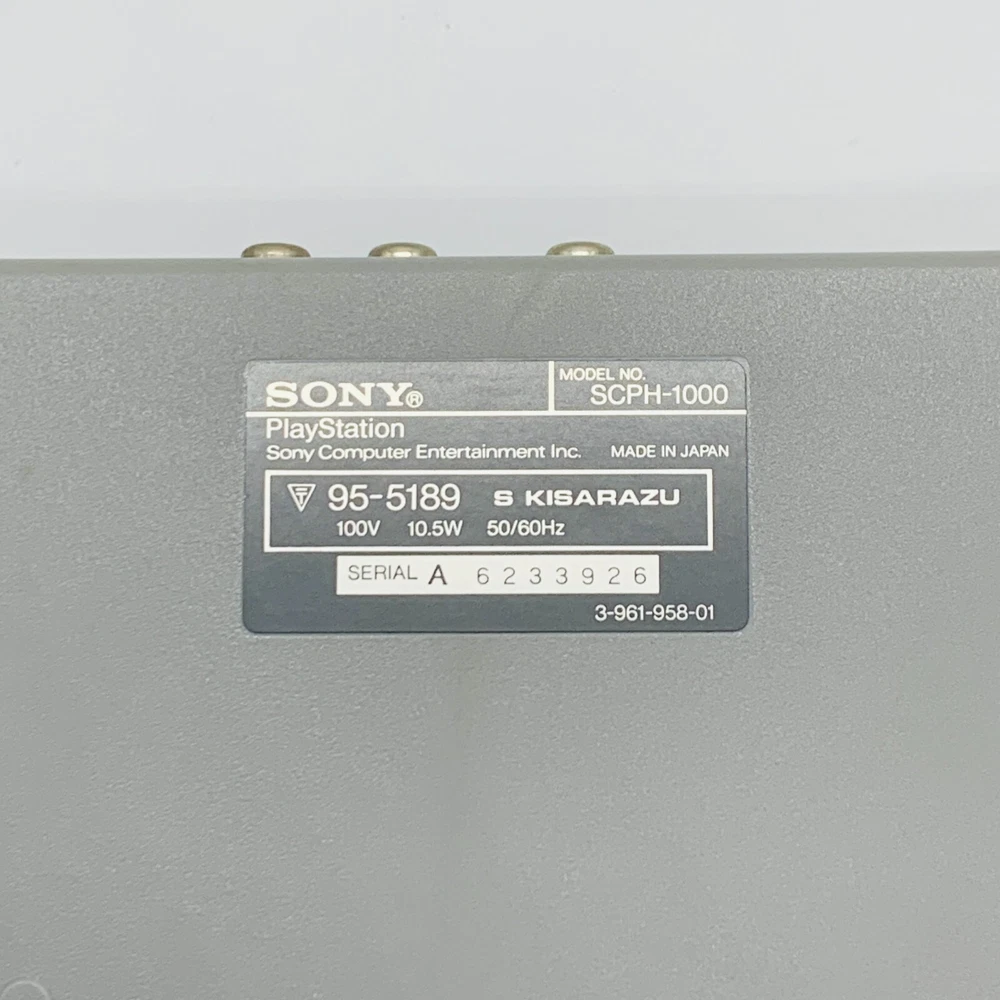 SONY®
MODEL NO.
SCPH-1000
PlayStation
Sony Computer Entertainment Inc. MADE IN JAPAN
T 95-5189 S KISARAZU
100V 10.5W 50/60Hz
SERIAL A 6233926
3-961-958-01